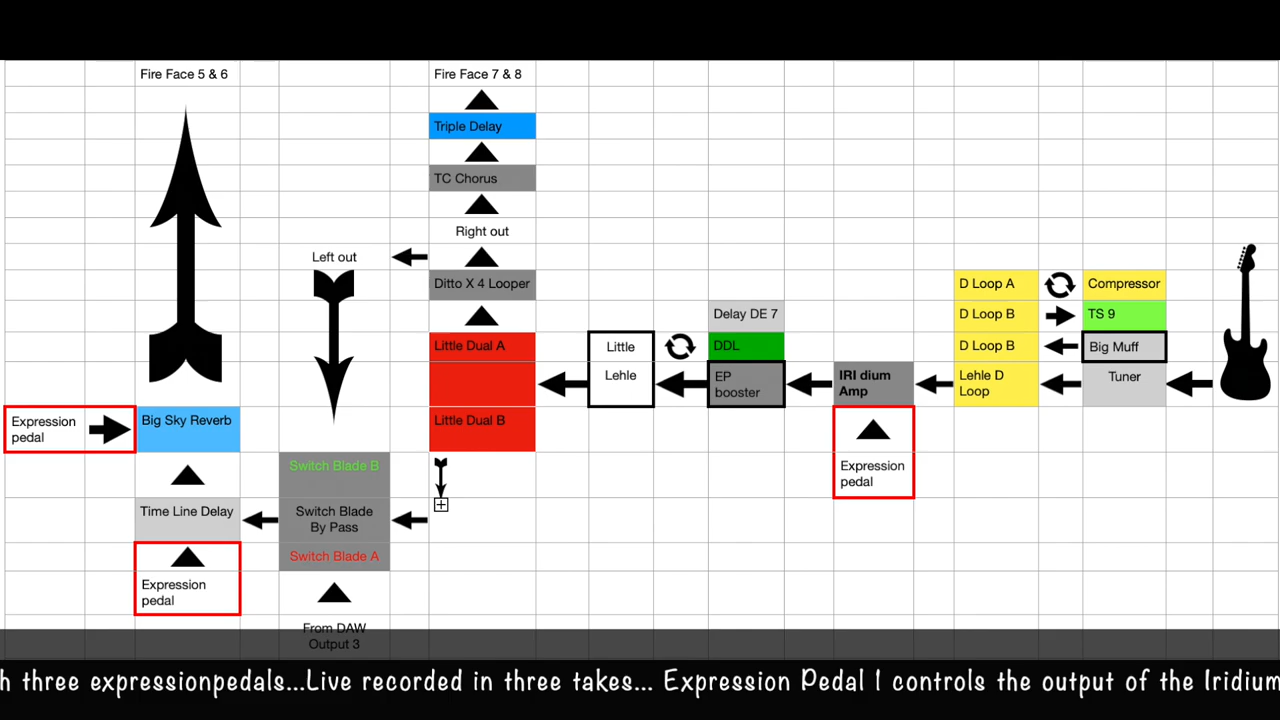 Fire Face 5 & 6
Fire Face 7 & 8
Triple Delay
TC Chorus
Right out
Left out
Ditto X 4 Looper
D Loop A
Compressor
Delay DE 7
D Loop B
TS 9
Little Dual A
Little
DDL
D Loop B
Big Muff
Lehle
EP
booster
IRI dium
Amp
Lehle D
Loop
Tuner
Expression
pedal
Big Sky Reverb
Little Dual B
Switch Blade B
Expression
pedal
Time Line Delay
Switch Blade
By Pass
Switch Blade A
Expression
pedal
From DAW
Output 3
h three expressionpedals...Live recorded in three takes... Expression Pedal 1 controls the output of the Iridium